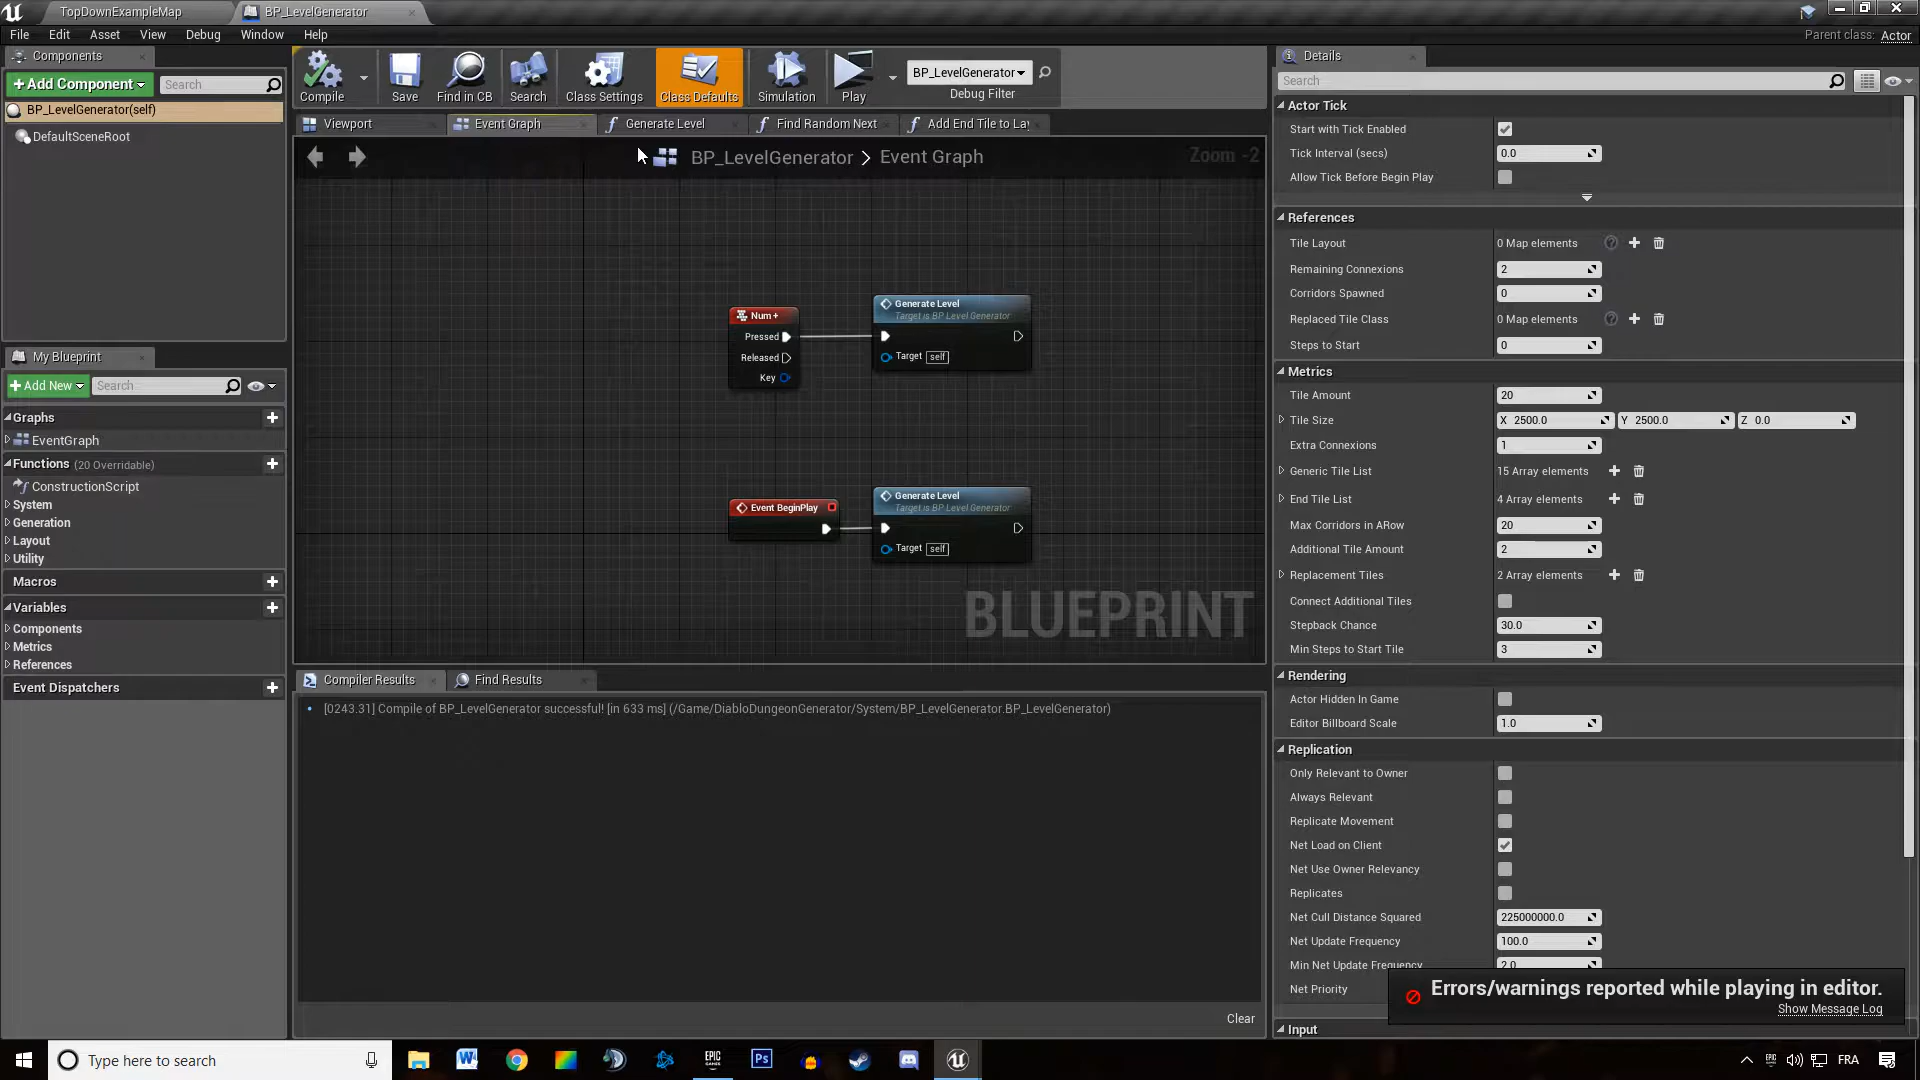 TopDownExampleMap
BP_LevelGenerator
File Edit Asset View Debug Window Help
Parent class: Actor
Components
+Add Component
Search
BP_LevelGenerator(self)
DefaultSceneRoot
Compile
Save
Find in CB
Search
Class Settings
Class Defaults
Simulation
Play
BP_LevelGenerator
Debug Filter
Viewport
Event Graph
Generate Level
Find Random Next
Add End Tile to Lay
BP_LevelGenerator > Event Graph
Zoom -2
Num +
Pressed
Released
Key
Generate Level
Target is BP Level Generator
Target self
Event BeginPlay
Generate Level
Target is BP Level Generator
Target self
BLUEPRINT
My Blueprint
+Add New
Search
Graphs
EventGraph
Functions (20 Overridable)
ConstructionScript
System
Generation
Layout
Utility
Macros
Variables
Components
Metrics
References
Event Dispatchers
Compiler Results
Find Results
[0243.31] Compile of BP_LevelGenerator successful! [in 633 ms] (/Game/DiabloDungeonGenerator/System/BP_LevelGenerator.BP_LevelGenerator)
Clear
Details
Search
Actor Tick
Start with Tick Enabled
Tick Interval (secs) 0.0
Allow Tick Before Begin Play
References
Tile Layout 0 Map elements
Remaining Connexions 2
Corridors Spawned 0
Replaced Tile Class 0 Map elements
Steps to Start 0
Metrics
Tile Amount 20
Tile Size X 2500.0 Y 2500.0 Z 0.0
Extra Connexions 1
Generic Tile List 15 Array elements
End Tile List 4 Array elements
Max Corridors in ARow 20
Additional Tile Amount 2
Replacement Tiles 2 Array elements
Connect Additional Tiles
Stepback Chance 30.0
Min Steps to Start Tile 3
Rendering
Actor Hidden In Game
Editor Billboard Scale 1.0
Replication
Only Relevant to Owner
Always Relevant
Replicate Movement
Net Load on Client
Net Use Owner Relevancy
Replicates
Net Cull Distance Squared 225000000.0
Net Update Frequency 100.0
Min Net Update Frequency 2.0
Net Priority
Errors/warnings reported while playing in editor.
Show Message Log
Input
Type here to search
EPIC GAMES
Ps
FRA